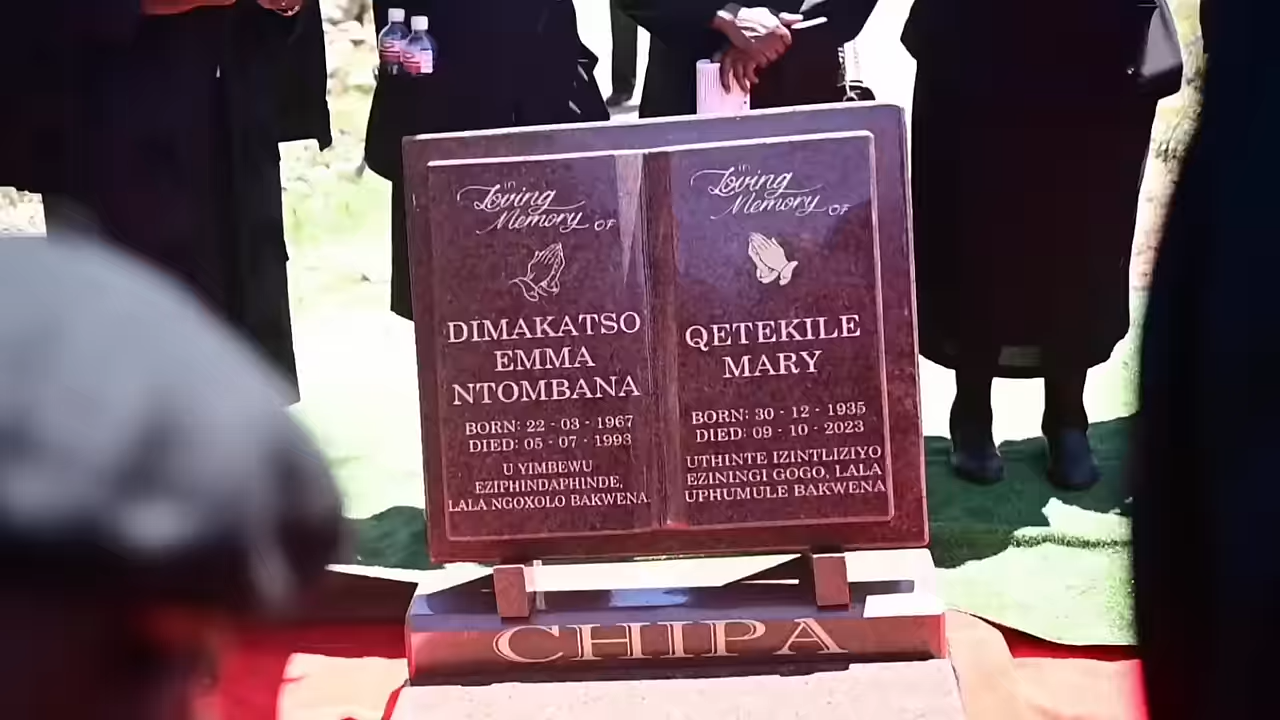 in
Loving
Memory OF
DIMAKATSO
EMMA
NTOMBANA
BORN: 22 - 03 - 1967
DIED: 05 - 07 - 1993
U YIMBEWU
EZIPHINDAPHINDE,
LALA NGOXOLO BAKWENA.
in
Loving
Memory OF
QETEKILE
MARY
BORN: 30 - 12 - 1935
DIED: 09 - 10 - 2023
UTHINTE IZINTLIZIYO
EZININGI GOGO, LALA
UPHUMULE BAKWENA
CHIPA